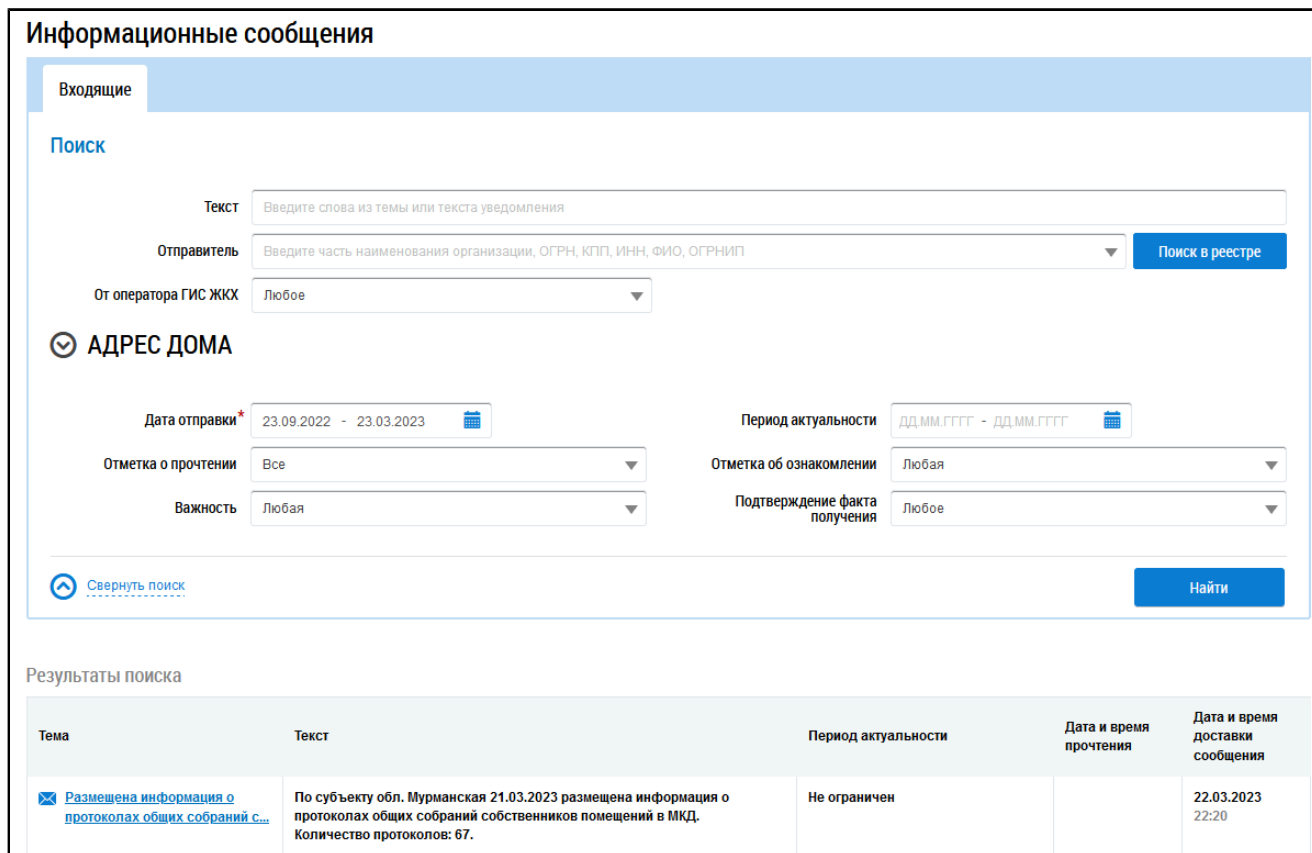 Информационные сообщения
Входящие
Поиск
Текст Введите слова из темы или текста уведомления
Отправитель Введите часть наименования организации, ОГРН, КПП, ИНН, ФИО, ОГРНИП Поиск в реестре
От оператора ГИС ЖКХ Любое
АДРЕС ДОМА
Дата отправки* 23.09.2022 - 23.03.2023 Период актуальности ДД.ММ.ГГГГ - ДД.ММ.ГГГГ
Отметка о прочтении Все Отметка об ознакомлении Любая
Важность Любая Подтверждение факта
получения Любое
Свернуть поиск Найти
Результаты поиска
Тема Текст Период актуальности Дата и время
прочтения Дата и время
доставки
сообщения
Размещена информация о
протоколах общих собраний с...
По субъекту обл. Мурманская 21.03.2023 размещена информация о
протоколах общих собраний собственников помещений в МКД.
Количество протоколов: 67.
Не ограничен
22.03.2023
22:20